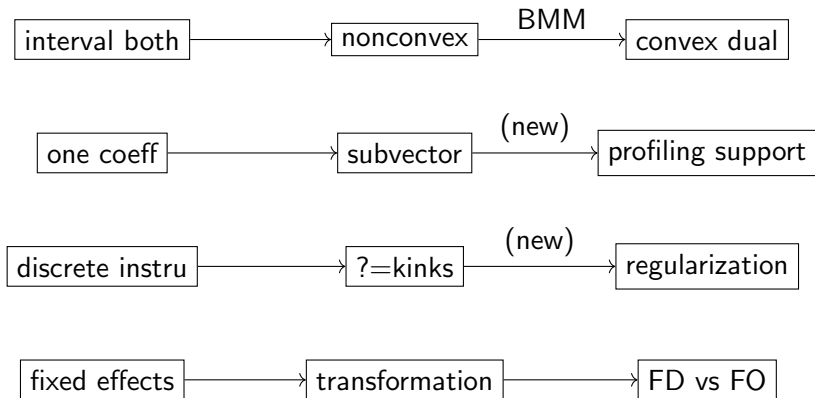 interval both nonconvex BMM convex dual
one coeff subvector (new) profiling support
discrete instru ?=kinks (new) regularization
fixed effects transformation FD vs FO